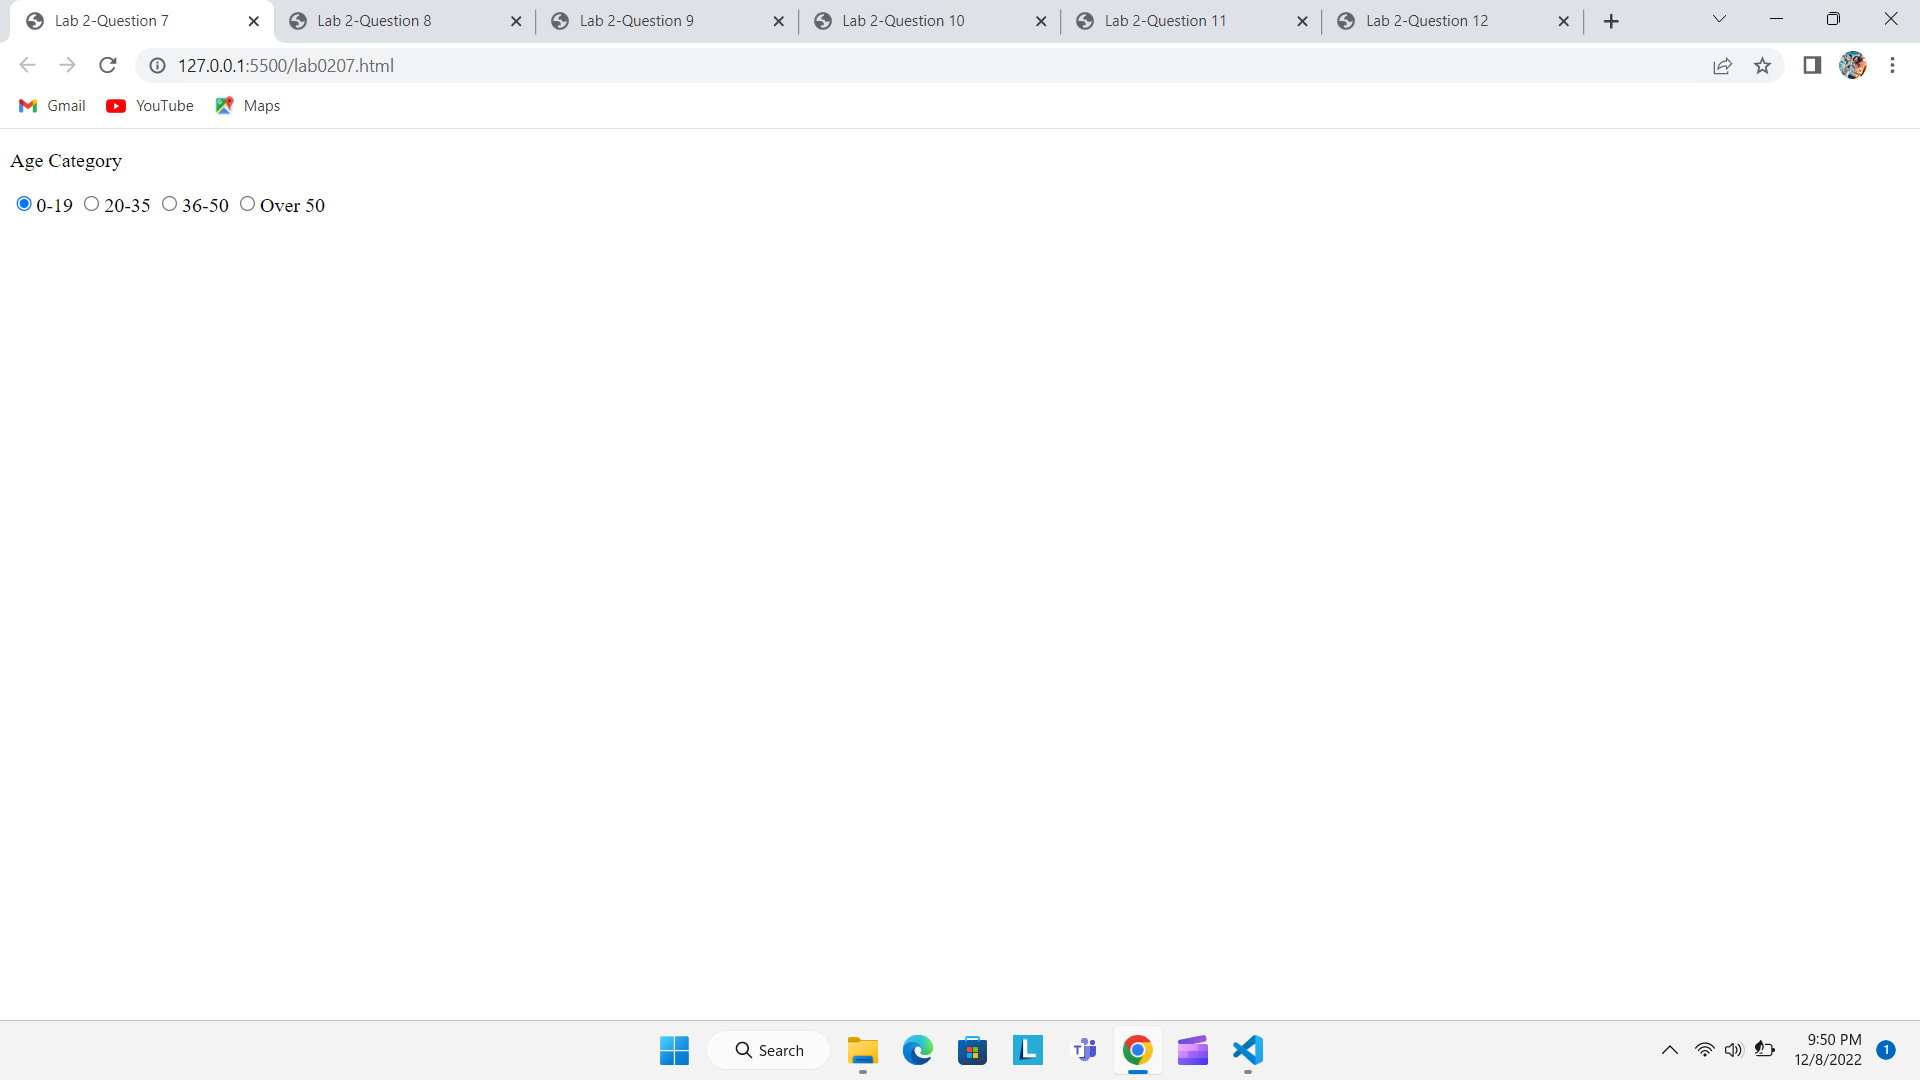 Lab 2-Question 7 Lab 2-Question 8 Lab 2-Question 9 Lab 2-Question 10 Lab 2-Question 11 Lab 2-Question 12
127.0.0.1:5500/lab0207.html
Gmail YouTube Maps
Age Category
0-19 20-35 36-50 Over 50
Search
9:50 PM
12/8/2022
1